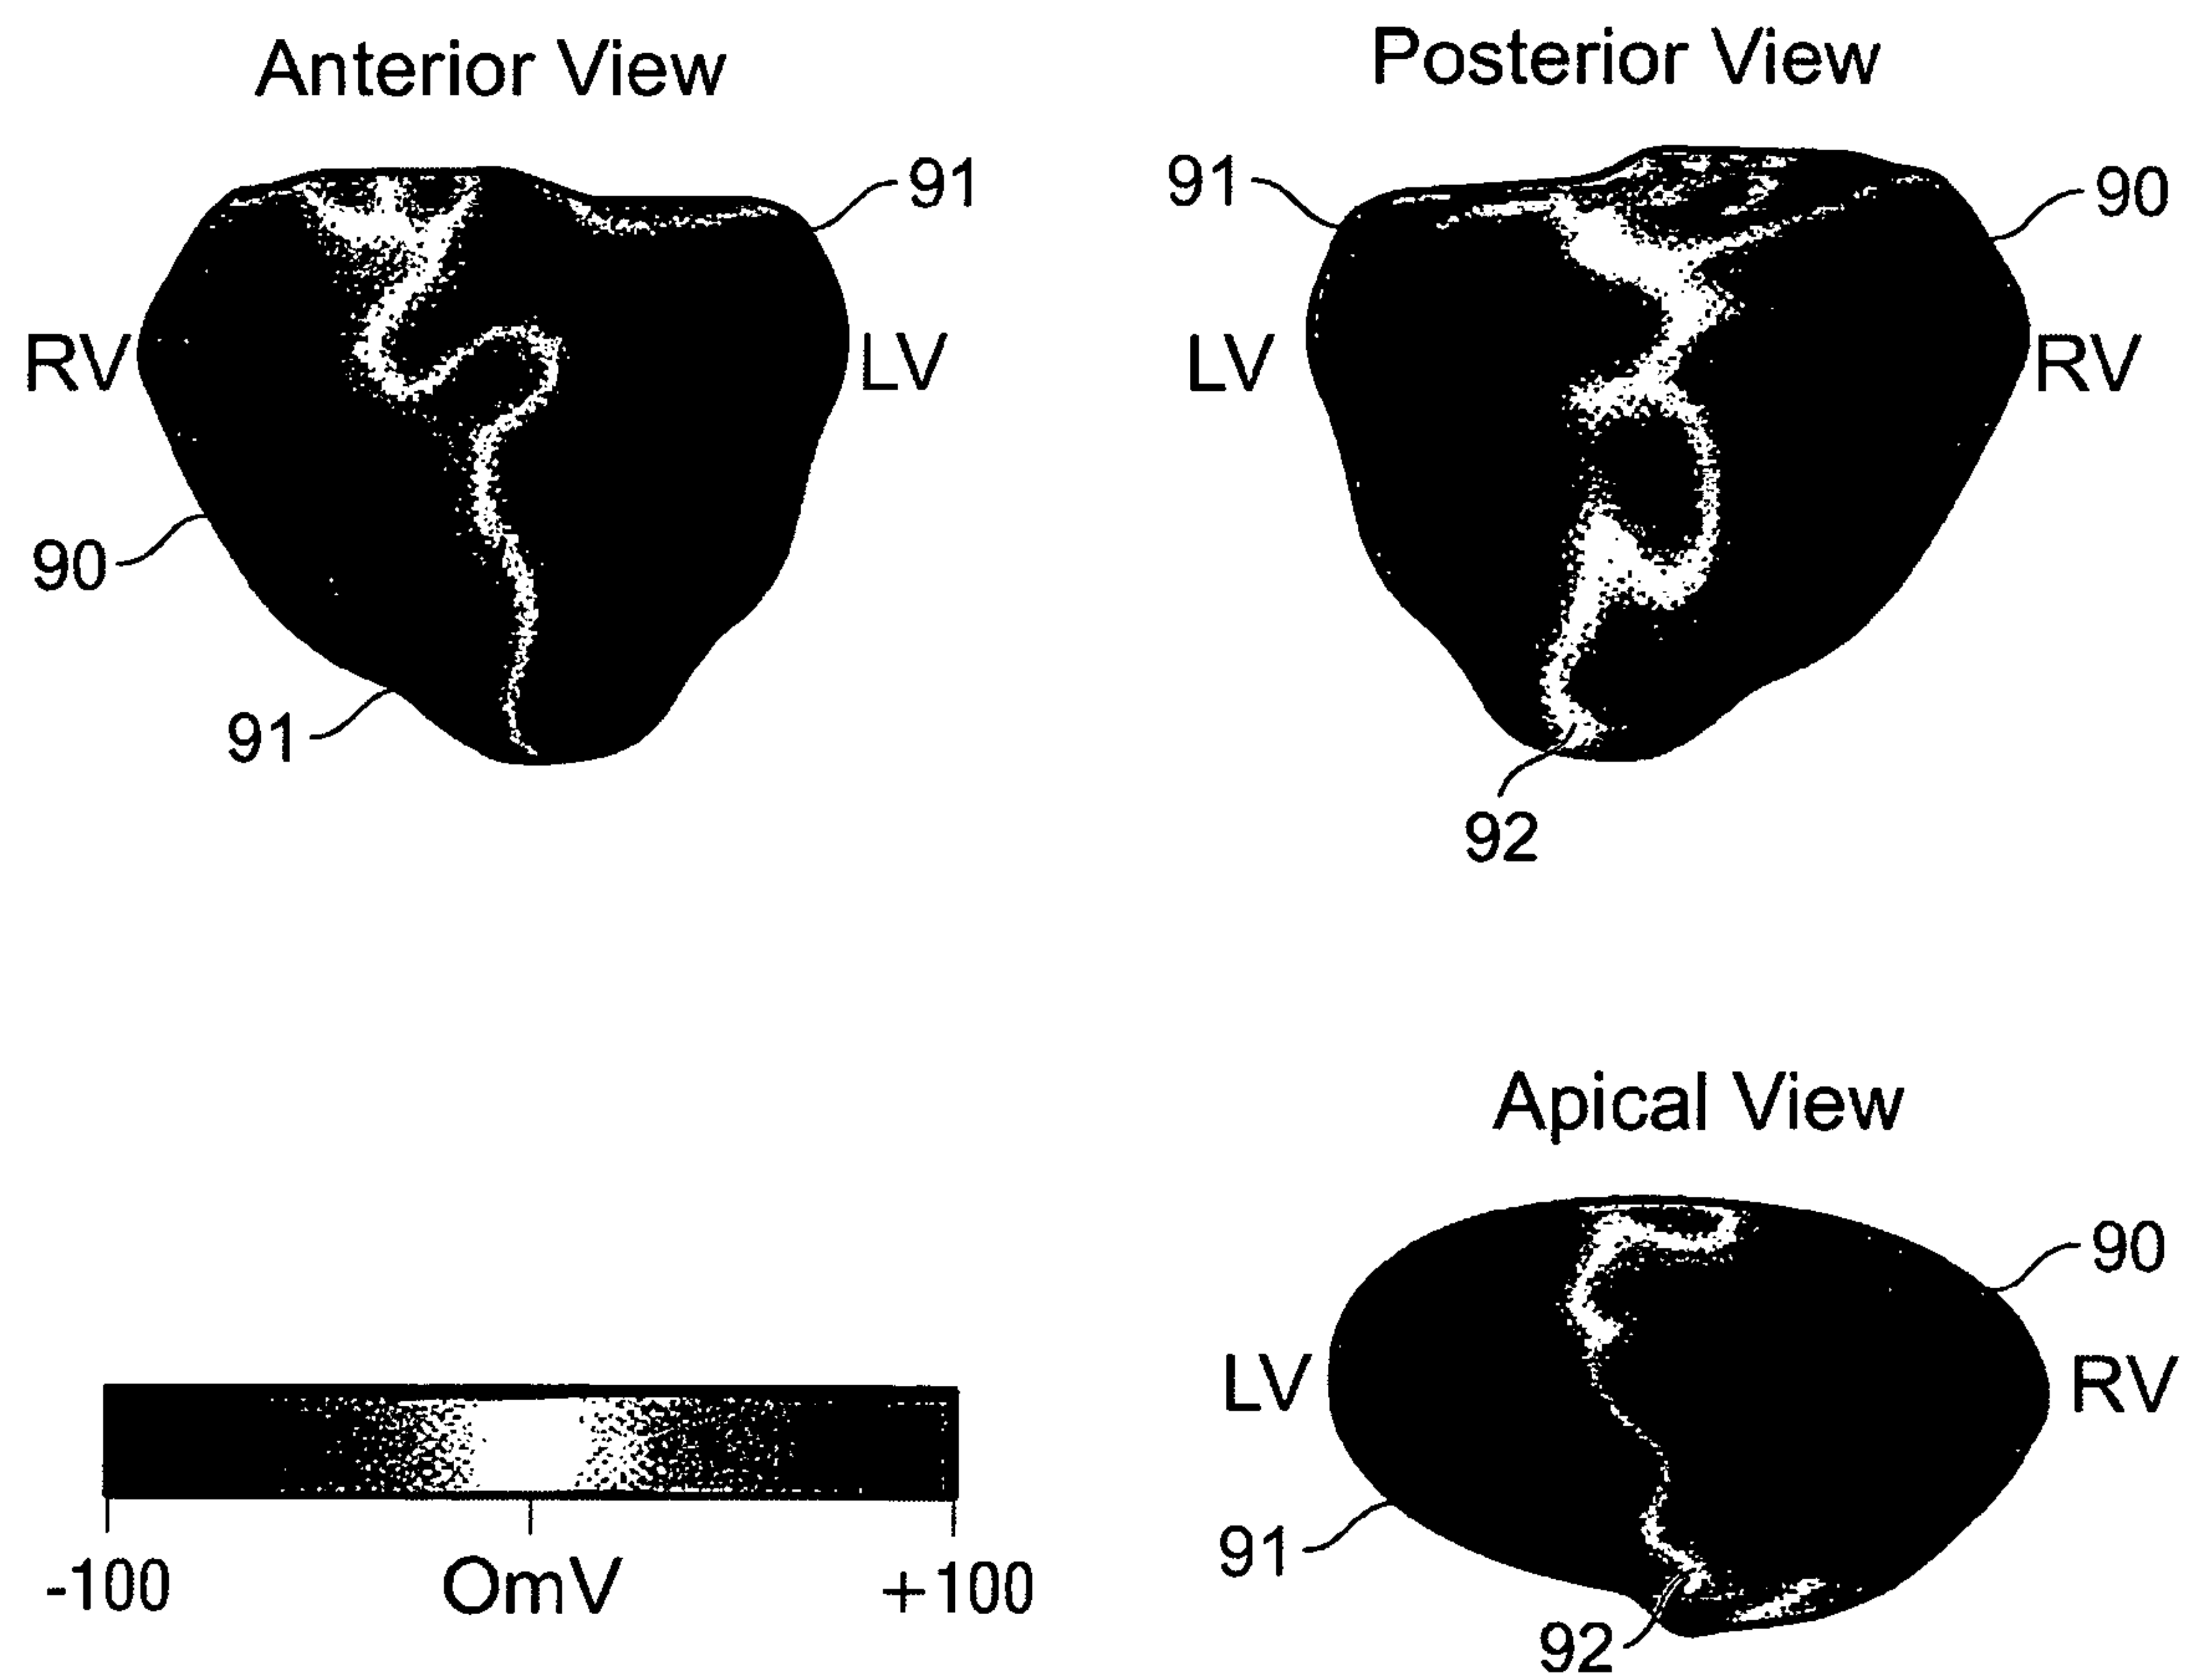 Anterior View
Posterior View
91
91
90
RV
LV
LV
RV
90
91
92
Apical View
90
LV
RV
91
-100
OmV
+100
92